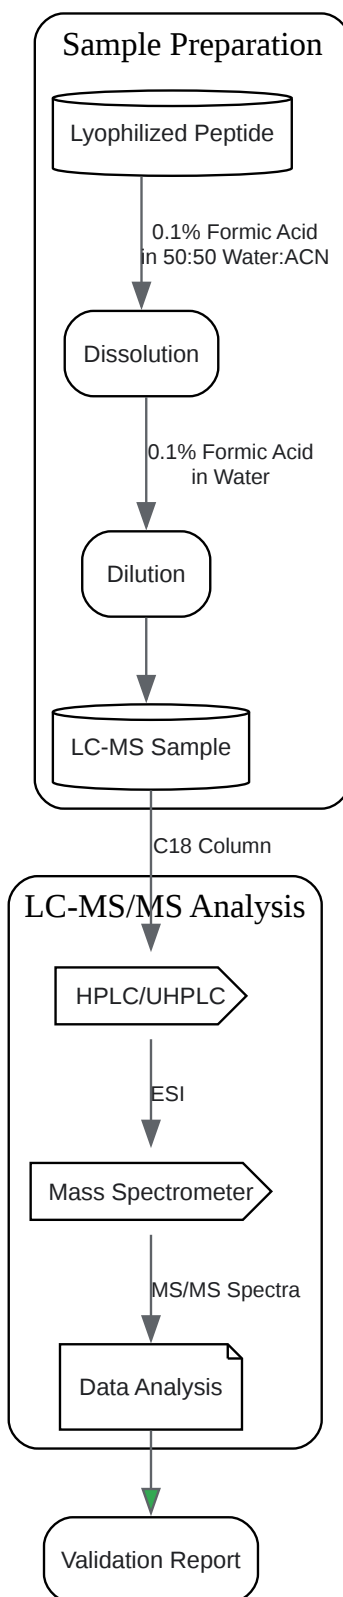 Sample Preparation
Lyophilized Peptide
0.1% Formic Acid
in 50:50 Water:ACN
Dissolution
0.1% Formic Acid
in Water
Dilution
LC-MS Sample
C18 Column
LC-MS/MS Analysis
HPLC/UHPLC
ESI
Mass Spectrometer
MS/MS Spectra
Data Analysis
Validation Report